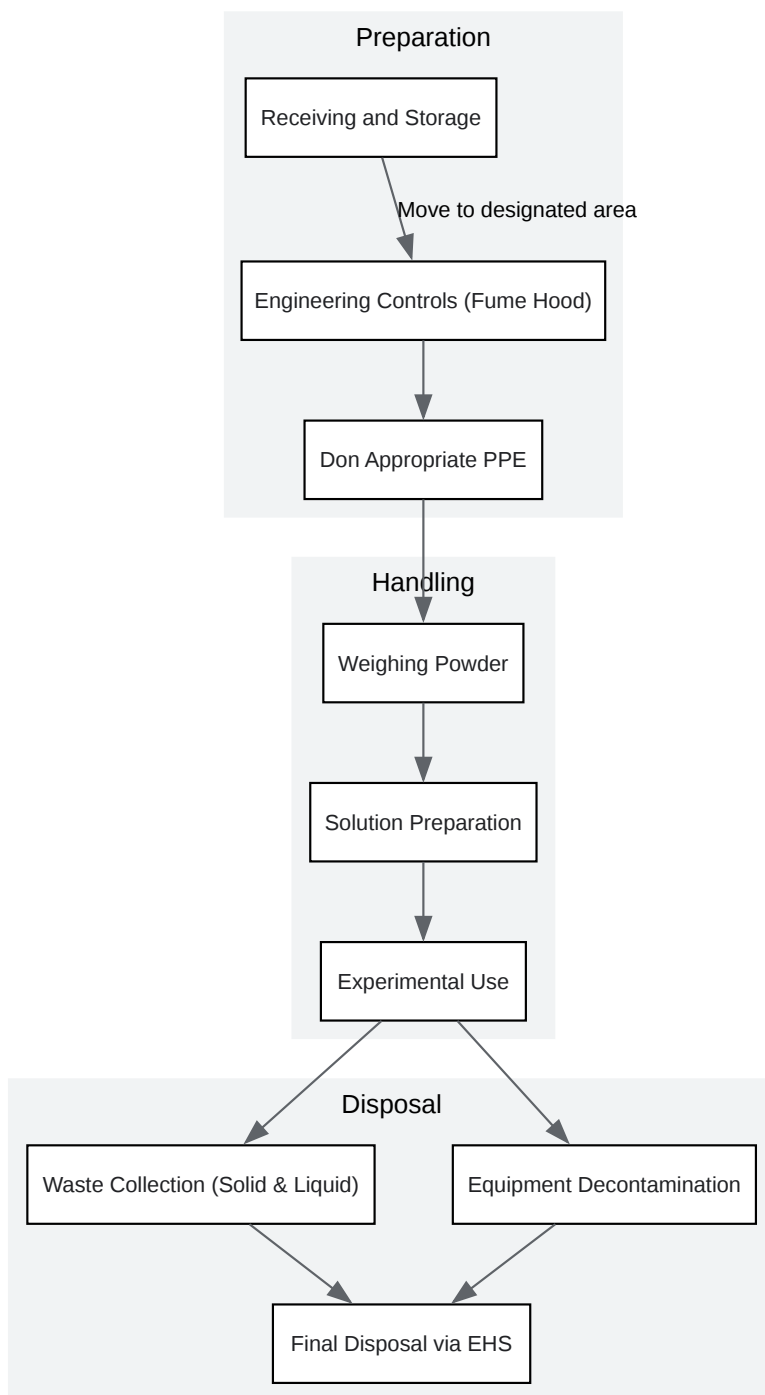 Preparation
Receiving and Storage
Move to designated area
Engineering Controls (Fume Hood)
Don Appropriate PPE
Handling
Weighing Powder
Solution Preparation
Experimental Use
Disposal
Waste Collection (Solid & Liquid)
Equipment Decontamination
Final Disposal via EHS